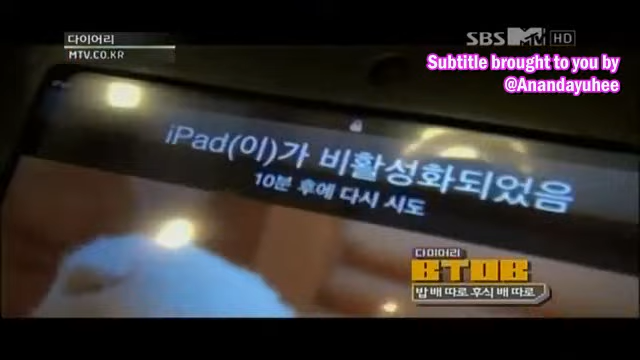 다이어리
MTV.CO.KR
SBS MTV HD
Subtitle brought to you by
@Anandayuhee
iPad(이)가 비활성화되었음
10분 후에 다시 시도
다이어리
BTOB
밥 배 따로 후식 배 따로